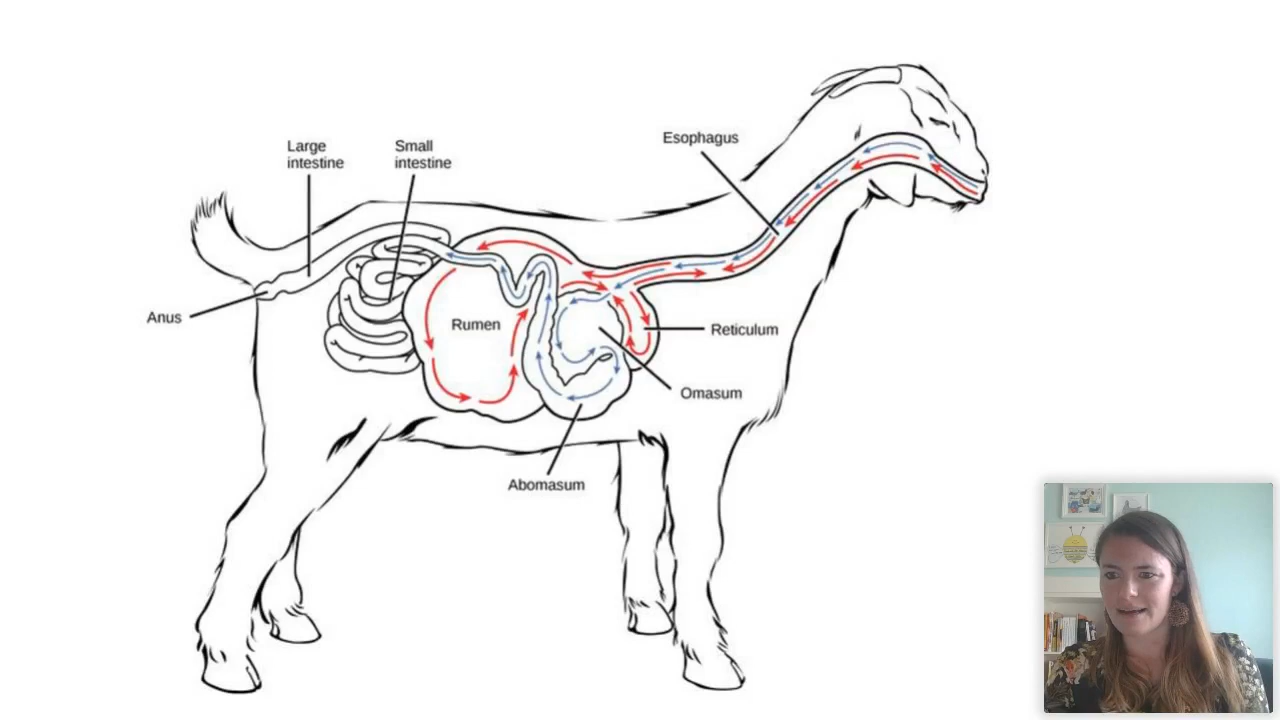 Esophagus
Large
intestine
Small
intestine
Anus
Rumen
Reticulum
Omasum
Abomasum